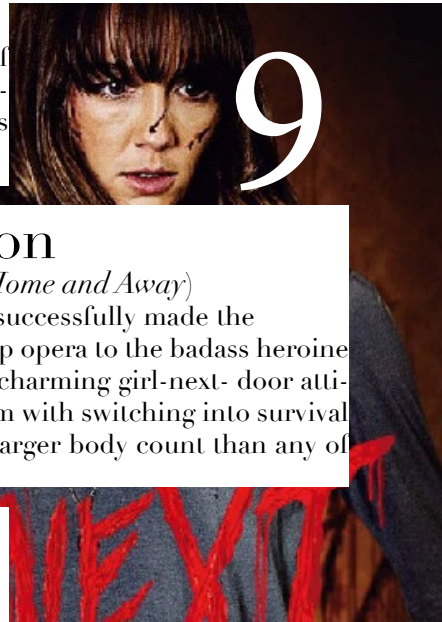 f
-
s
9
on
Home and Away)
successfully made the
p opera to the badass heroine
charming girl-next- door atti-
m with switching into survival
arger body count than any of
NEXT